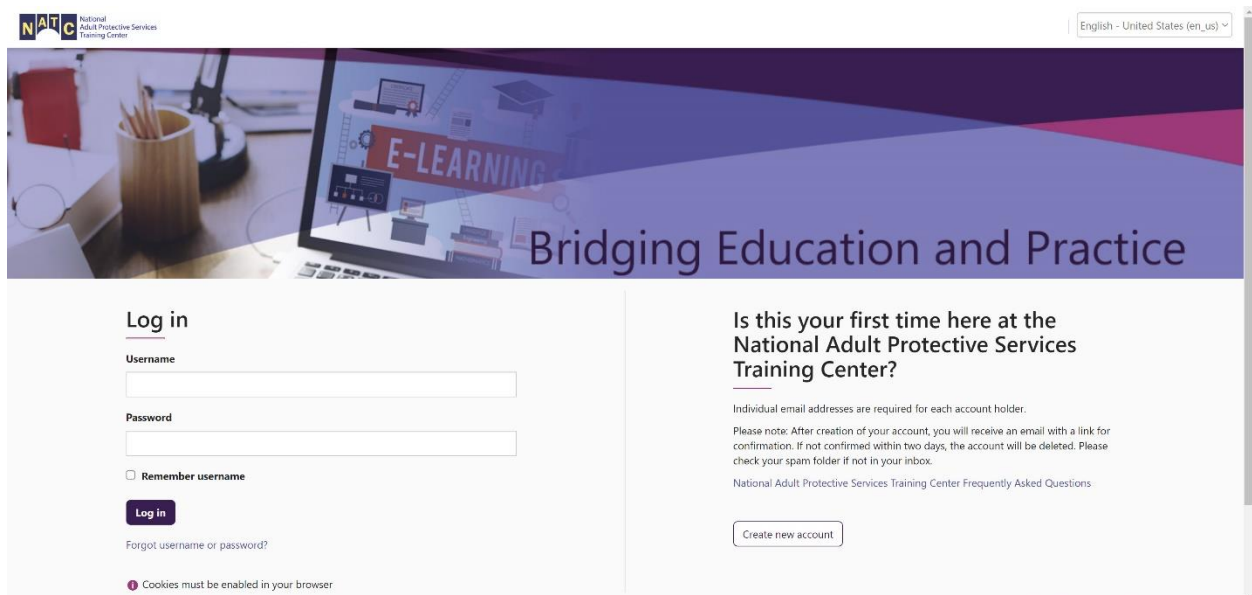 NATC
National
Adult Protective Services
Training Center
English - United States (en_us)
E-LEARNING
Bridging Education and Practice
Log in
Username
Password
Remember username
Log in
Forgot username or password?
Cookies must be enabled in your browser
Is this your first time here at the
National Adult Protective Services
Training Center?
Individual email addresses are required for each account holder.
Please note: After creation of your account, you will receive an email with a link for
confirmation. If not confirmed within two days, the account will be deleted. Please
check your spam folder if not in your inbox.
National Adult Protective Services Training Center Frequently Asked Questions
Create new account